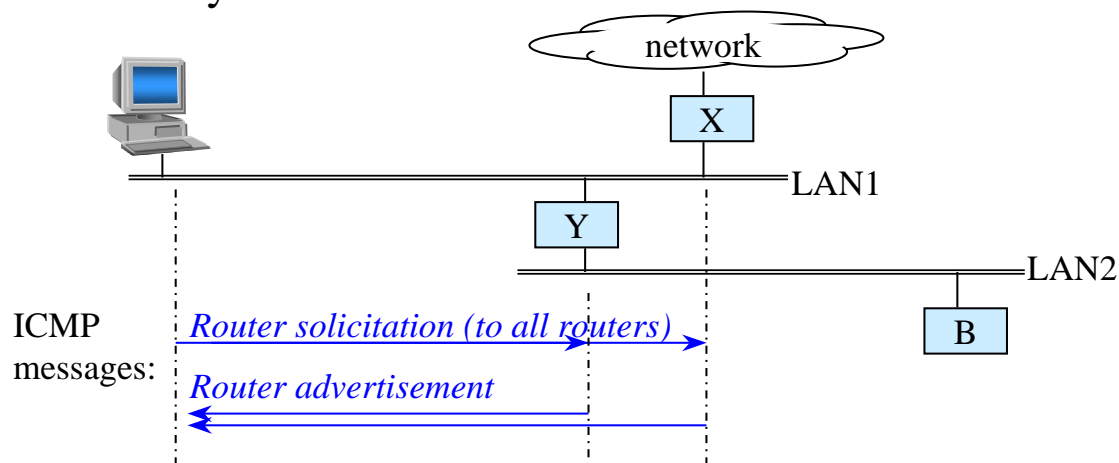 network
X
LAN1
Y
LAN2
B
ICMP
messages:
Router solicitation (to all routers)
Router advertisement